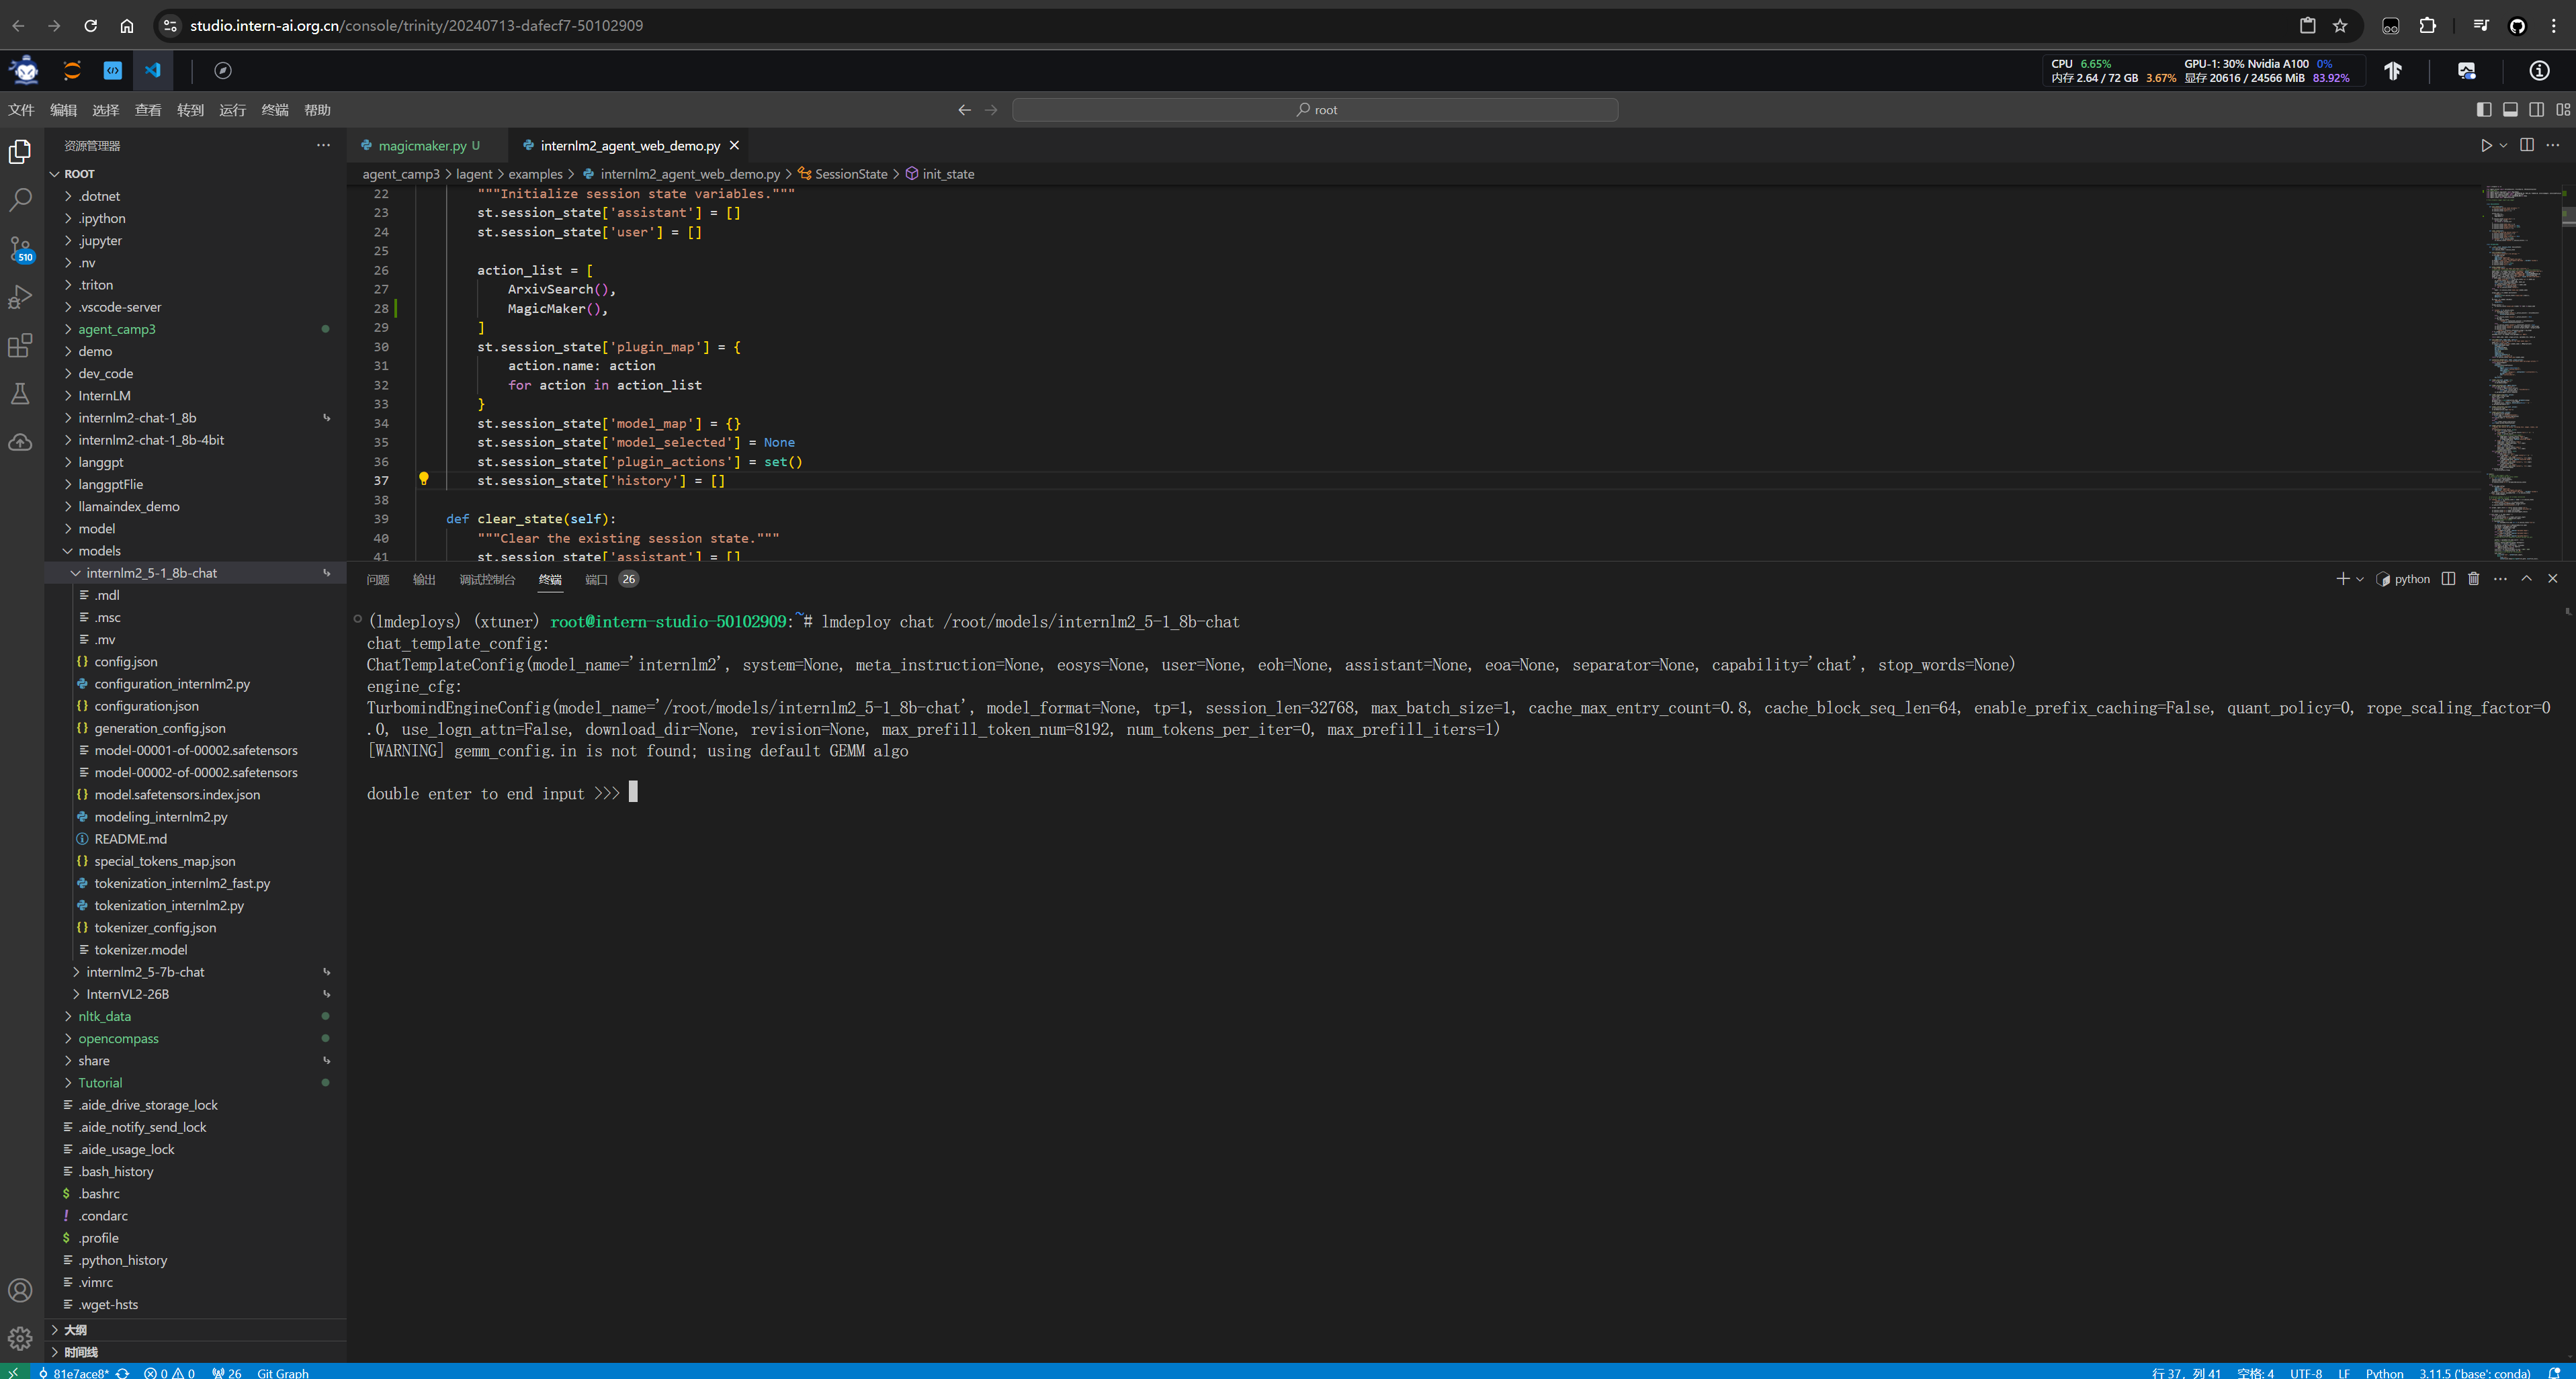 studio.intern-ai.org.cn/console/trinity/20240713-dafecf7-50102909
CPU 6.65% GPU-1: 30% Nvidia A100 0%
内存 2.64 / 72 GB 3.67% 显存 20616 / 24566 MiB 83.92%
文件 编辑 选择 查看 转到 运行 终端 帮助
root
资源管理器
ROOT
.dotnet
.ipython
.jupyter
.nv
.triton
.vscode-server
agent_camp3
demo
dev_code
InternLM
internlm2-chat-1_8b
internlm2-chat-1_8b-4bit
langgpt
langgptFlie
llamaindex_demo
model
models
internlm2_5-1_8b-chat
.mdl
.msc
.mv
config.json
configuration_internlm2.py
configuration.json
generation_config.json
model-00001-of-00002.safetensors
model-00002-of-00002.safetensors
model.safetensors.index.json
modeling_internlm2.py
README.md
special_tokens_map.json
tokenization_internlm2_fast.py
tokenization_internlm2.py
tokenizer_config.json
tokenizer.model
internlm2_5-7b-chat
InternVL2-26B
nltk_data
opencompass
share
Tutorial
.aide_drive_storage_lock
.aide_notify_send_lock
.aide_usage_lock
.bash_history
.bashrc
.condarc
.profile
.python_history
.vimrc
.wget-hsts
大纲
时间线
510
magicmaker.py U internlm2_agent_web_demo.py
agent_camp3 > lagent > examples > internlm2_agent_web_demo.py > SessionState > init_state
22 """Initialize session state variables."""
23 st.session_state['assistant'] = []
24 st.session_state['user'] = []
25
26 action_list = [
27 ArxivSearch(),
28 MagicMaker(),
29 ]
30 st.session_state['plugin_map'] = {
31 action.name: action
32 for action in action_list
33 }
34 st.session_state['model_map'] = {}
35 st.session_state['model_selected'] = None
36 st.session_state['plugin_actions'] = set()
37 st.session_state['history'] = []
38
39 def clear_state(self):
40 """Clear the existing session state."""
41 st.session_state['assistant'] = []
问题 输出 调试控制台 终端 端口 26
python
(lmdeploys) (xtuner) root@intern-studio-50102909:~# lmdeploy chat /root/models/internlm2_5-1_8b-chat
chat_template_config:
ChatTemplateConfig(model_name='internlm2', system=None, meta_instruction=None, eosys=None, user=None, eoh=None, assistant=None, eoa=None, separator=None, capability='chat', stop_words=None)
engine_cfg:
TurbomindEngineConfig(model_name='/root/models/internlm2_5-1_8b-chat', model_format=None, tp=1, session_len=32768, max_batch_size=1, cache_max_entry_count=0.8, cache_block_seq_len=64, enable_prefix_caching=False, quant_policy=0, rope_scaling_factor=0
.0, use_logn_attn=False, download_dir=None, revision=None, max_prefill_token_num=8192, num_tokens_per_iter=0, max_prefill_iters=1)
[WARNING] gemm_config.in is not found; using default GEMM algo
double enter to end input >>>
81e7ace8* 0 0 26 Git Graph
行 37，列 41 空格: 4 UTF-8 LF Python 3.11.5 ('base': conda)